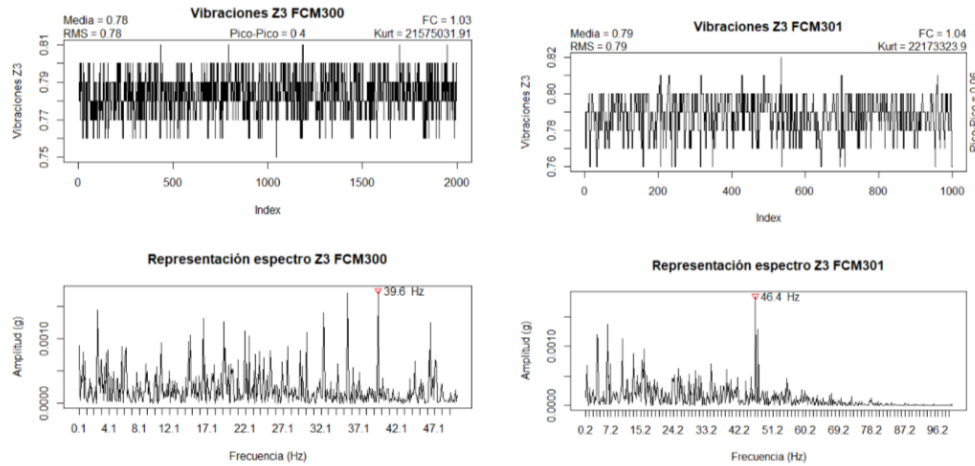 Vibraciones Z3 FCM300
Media = 0.78
FC = 1.03
RMS = 0.78
Pico-Pico = 0 4
Kurt = 21575031.91
Vibraciones Z3
0.81
0.79
0.77
0.75
0
500
1000
1500
2000
Index
Vibraciones Z3 FCM301
Media = 0.79
FC = 1.04
RMS = 0.79
Kurt = 22173323.9
Pico-Pico = 0.06
Vibraciones Z3
0.82
0.80
0.78
0.76
0
200
400
600
800
1000
Index
Representación espectro Z3 FCM300
39.6 Hz
Amplitud (g)
0.0010
0.0000
0.1 4.1 8.1 12.1 17.1 22.1 27.1 32.1 37.1 42.1 47.1
Frecuencia (Hz)
Representación espectro Z3 FCM301
46.4 Hz
Amplitud (g)
0.0010
0.0000
0.2 7.2 15.2 24.2 33.2 42.2 51.2 60.2 69.2 78.2 87.2 96.2
Frecuencia (Hz)